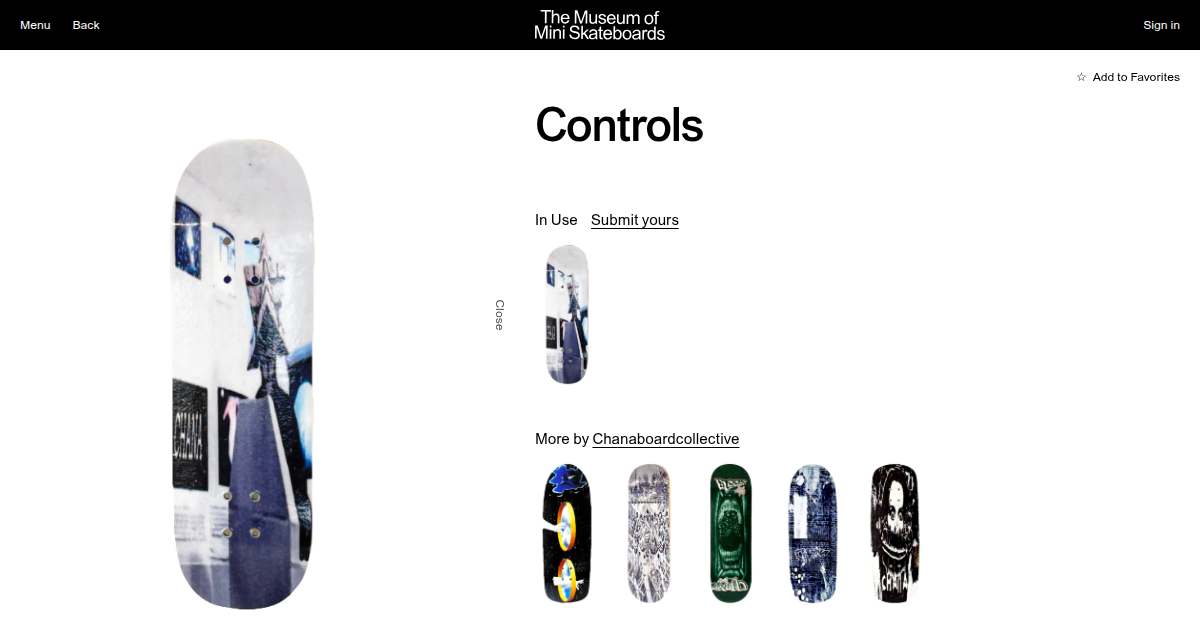 Menu
Back
The Museum of
Mini Skateboards
Sign in
☆ Add to Favorites
Controls
In Use
Submit yours
Close
CHANA
More by Chanaboardcollective